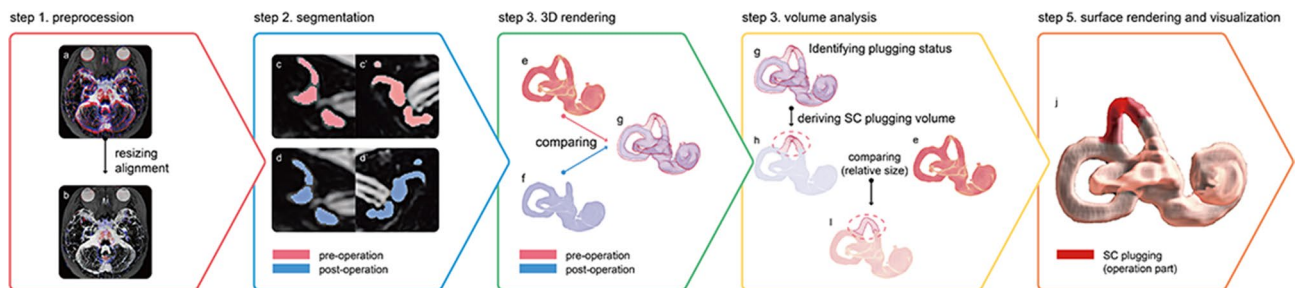 step 1. preprocession
a
resizing
alignment
b
step 2. segmentation
c
c'
d
d'
pre-operation
post-operation
step 3. 3D rendering
e
comparing
g
f
pre-operation
post-operation
step 3. volume analysis
g
Identifying plugging status
deriving SC plugging volume
h
comparing
(relative size)
e
i
step 5. surface rendering and visualization
j
SC plugging
(operation part)